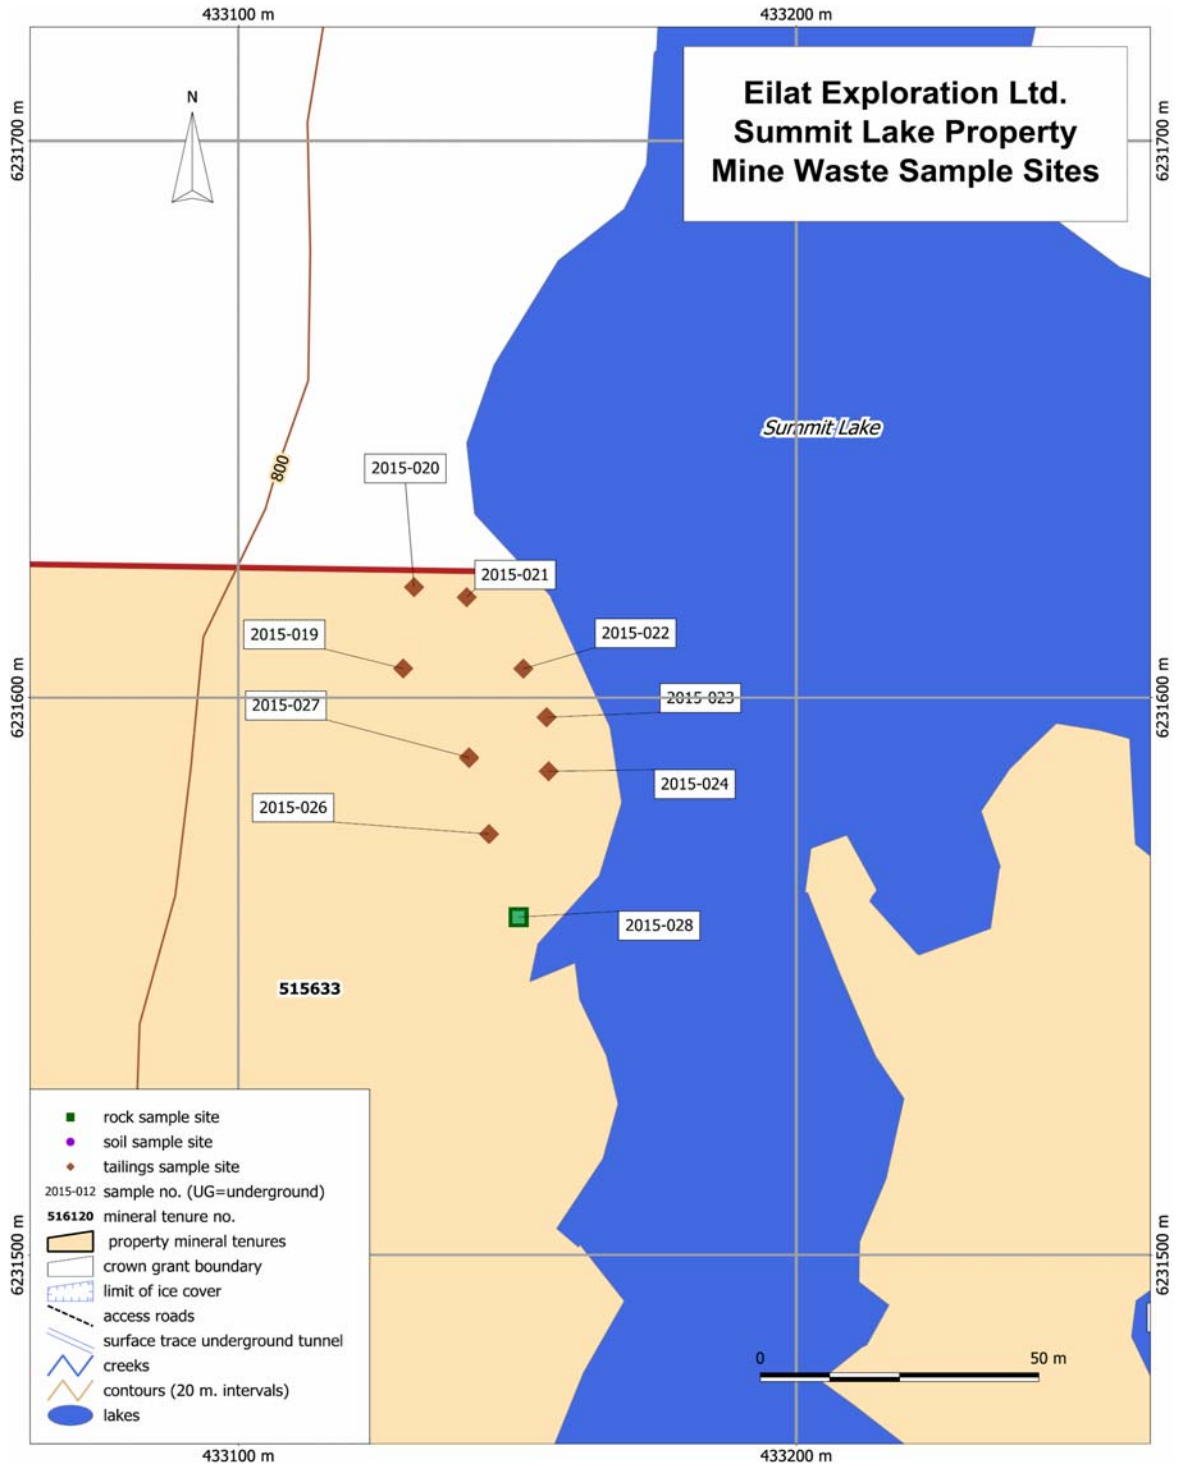 433100 m
433200 m
Eilat Exploration Ltd.
Summit Lake Property
Mine Waste Sample Sites
N
6231700 m
6231700 m
Summit Lake
800
2015-020
2015-021
2015-019
2015-022
6231600 m
6231600 m
2015-023
2015-027
2015-024
2015-026
2015-028
515633
rock sample site
soil sample site
tailings sample site
2015-012 sample no. (UG=underground)
516120 mineral tenure no.
property mineral tenures
crown grant boundary
limit of ice cover
access roads
surface trace underground tunnel
creeks
contours (20 m. intervals)
lakes
6231500 m
6231500 m
0 50 m
433100 m
433200 m